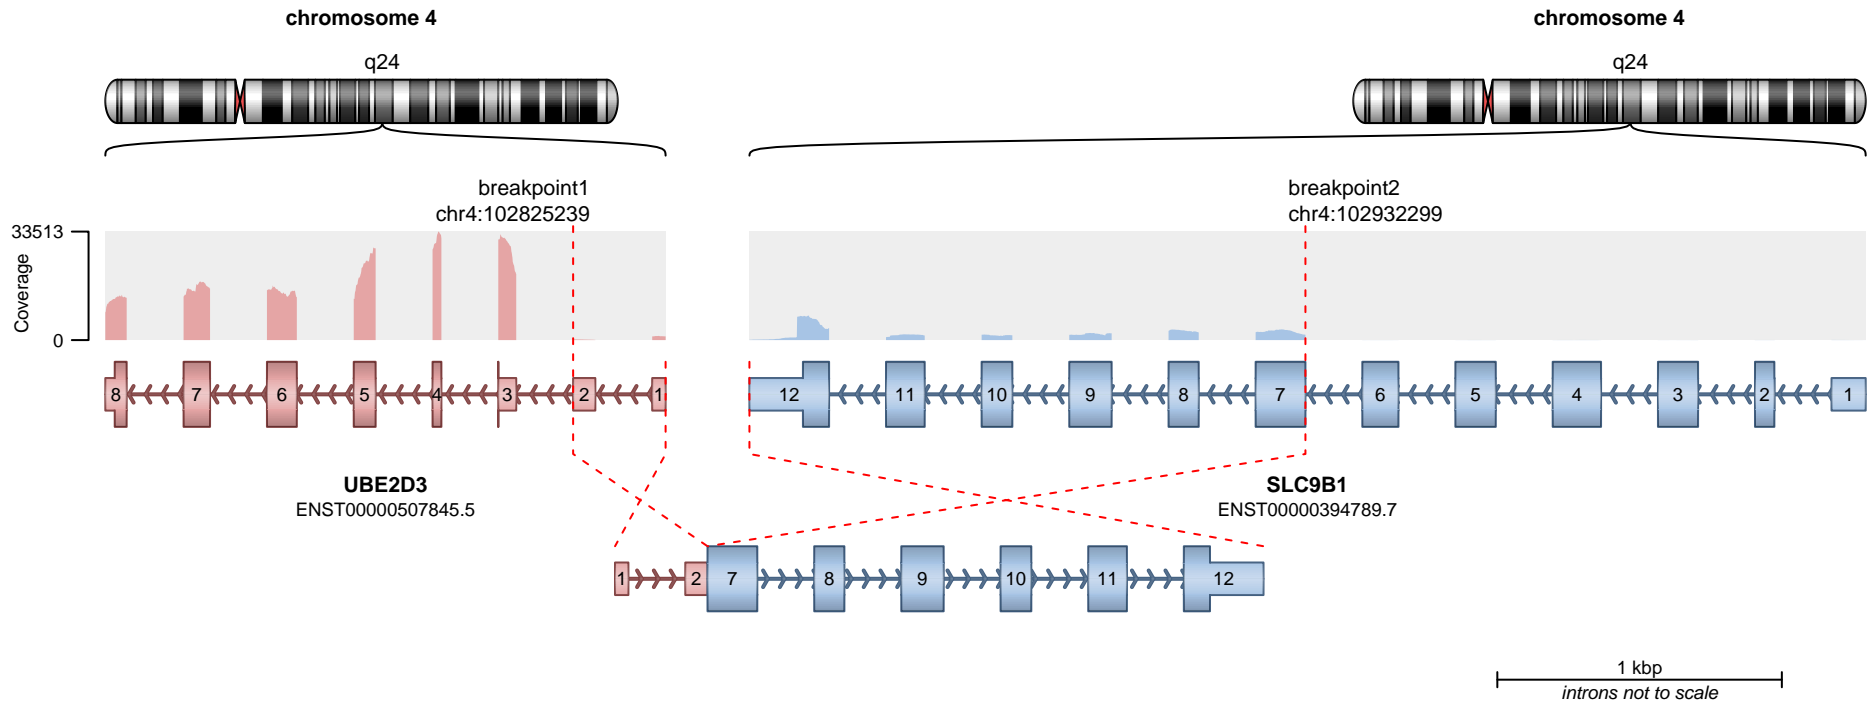 chromosome 4
chromosome 4
q24
q24
breakpoint1
chr4:102825239
breakpoint2
chr4:102932299
33513
Coverage
0
8 7 6 5 4 3 2 1
12 11 10 9 8 7 6 5 4 3 2 1
UBE2D3
ENST00000507845.5
SLC9B1
ENST00000394789.7
1 2 7 8 9 10 11 12
1 kbp
introns not to scale